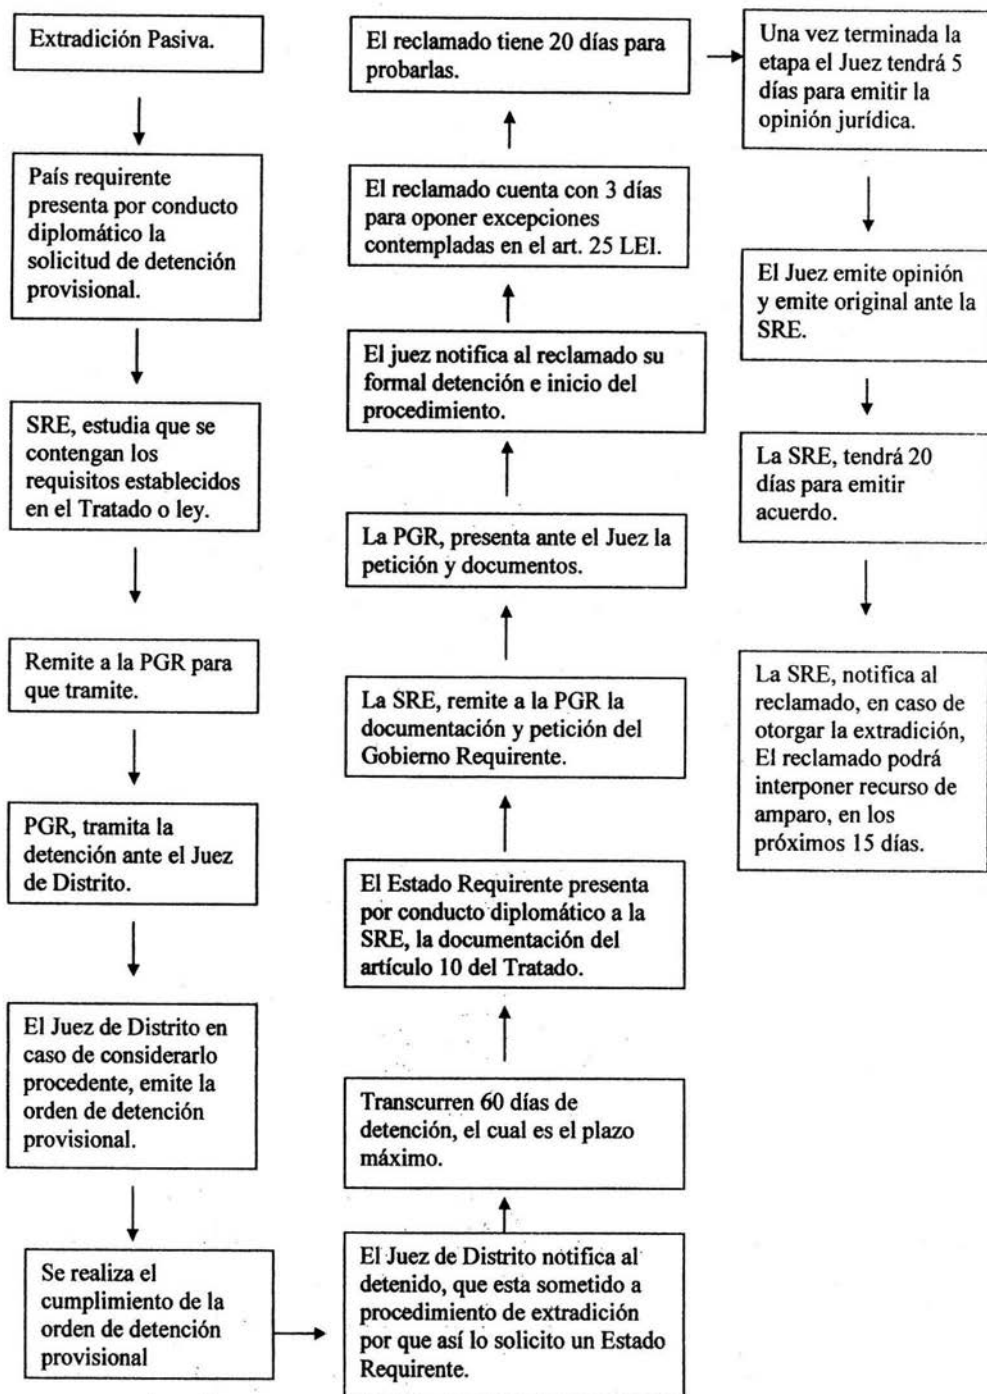 Extradición Pasiva.
País requirente
presenta por conducto
diplomático la
solicitud de detención
provisional.
SRE, estudia que se
contengan los
requisitos establecidos
en el Tratado o ley.
Remite a la PGR para
que tramite.
PGR, tramita la
detención ante el Juez
de Distrito.
El Juez de Distrito en
caso de considerarlo
procedente, emite la
orden de detención
provisional.
Se realiza el
cumplimiento de la
orden de detención
provisional
El Juez de Distrito notifica al
detenido, que esta sometido a
procedimiento de extradición
por que así lo solicito un Estado
Requirente.
Transcurren 60 días de
detención, el cual es el plazo
máximo.
El Estado Requirente presenta
por conducto diplomático a la
SRE, la documentación del
artículo 10 del Tratado.
La SRE, remite a la PGR la
documentación y petición del
Gobierno Requirente.
La PGR, presenta ante el Juez la
petición y documentos.
El juez notifica al reclamado su
formal detención e inicio del
procedimiento.
El reclamado cuenta con 3 días
para oponer excepciones
contempladas en el art. 25 LEI.
El reclamado tiene 20 días para
probarlas.
Una vez terminada la
etapa el Juez tendrá 5
días para emitir la
opinión jurídica.
El Juez emite opinión
y emite original ante la
SRE.
La SRE, tendrá 20
días para emitir
acuerdo.
La SRE, notifica al
reclamado, en caso de
otorgar la extradición,
El reclamado podrá
interponer recurso de
amparo, en los
próximos 15 días.